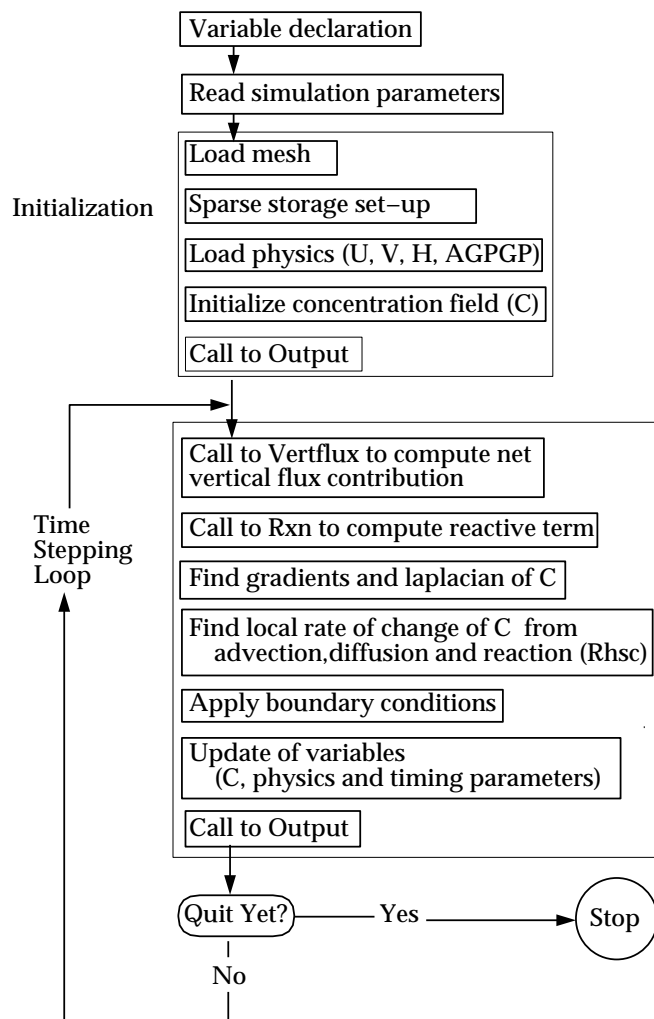 Variable declaration
Read simulation parameters
Load mesh
Initialization
Sparse storage set−up
Load physics (U, V, H, AGPGP)
Initialize concentration field (C)
Call to Output
Call to Vertflux to compute net
vertical flux contribution
Time
Stepping
Loop
Call to Rxn to compute reactive term
Find gradients and laplacian of C
Find local rate of change of C from
advection,diffusion and reaction (Rhsc)
Apply boundary conditions
Update of variables
(C, physics and timing parameters)
Call to Output
Quit Yet?
Yes
Stop
No